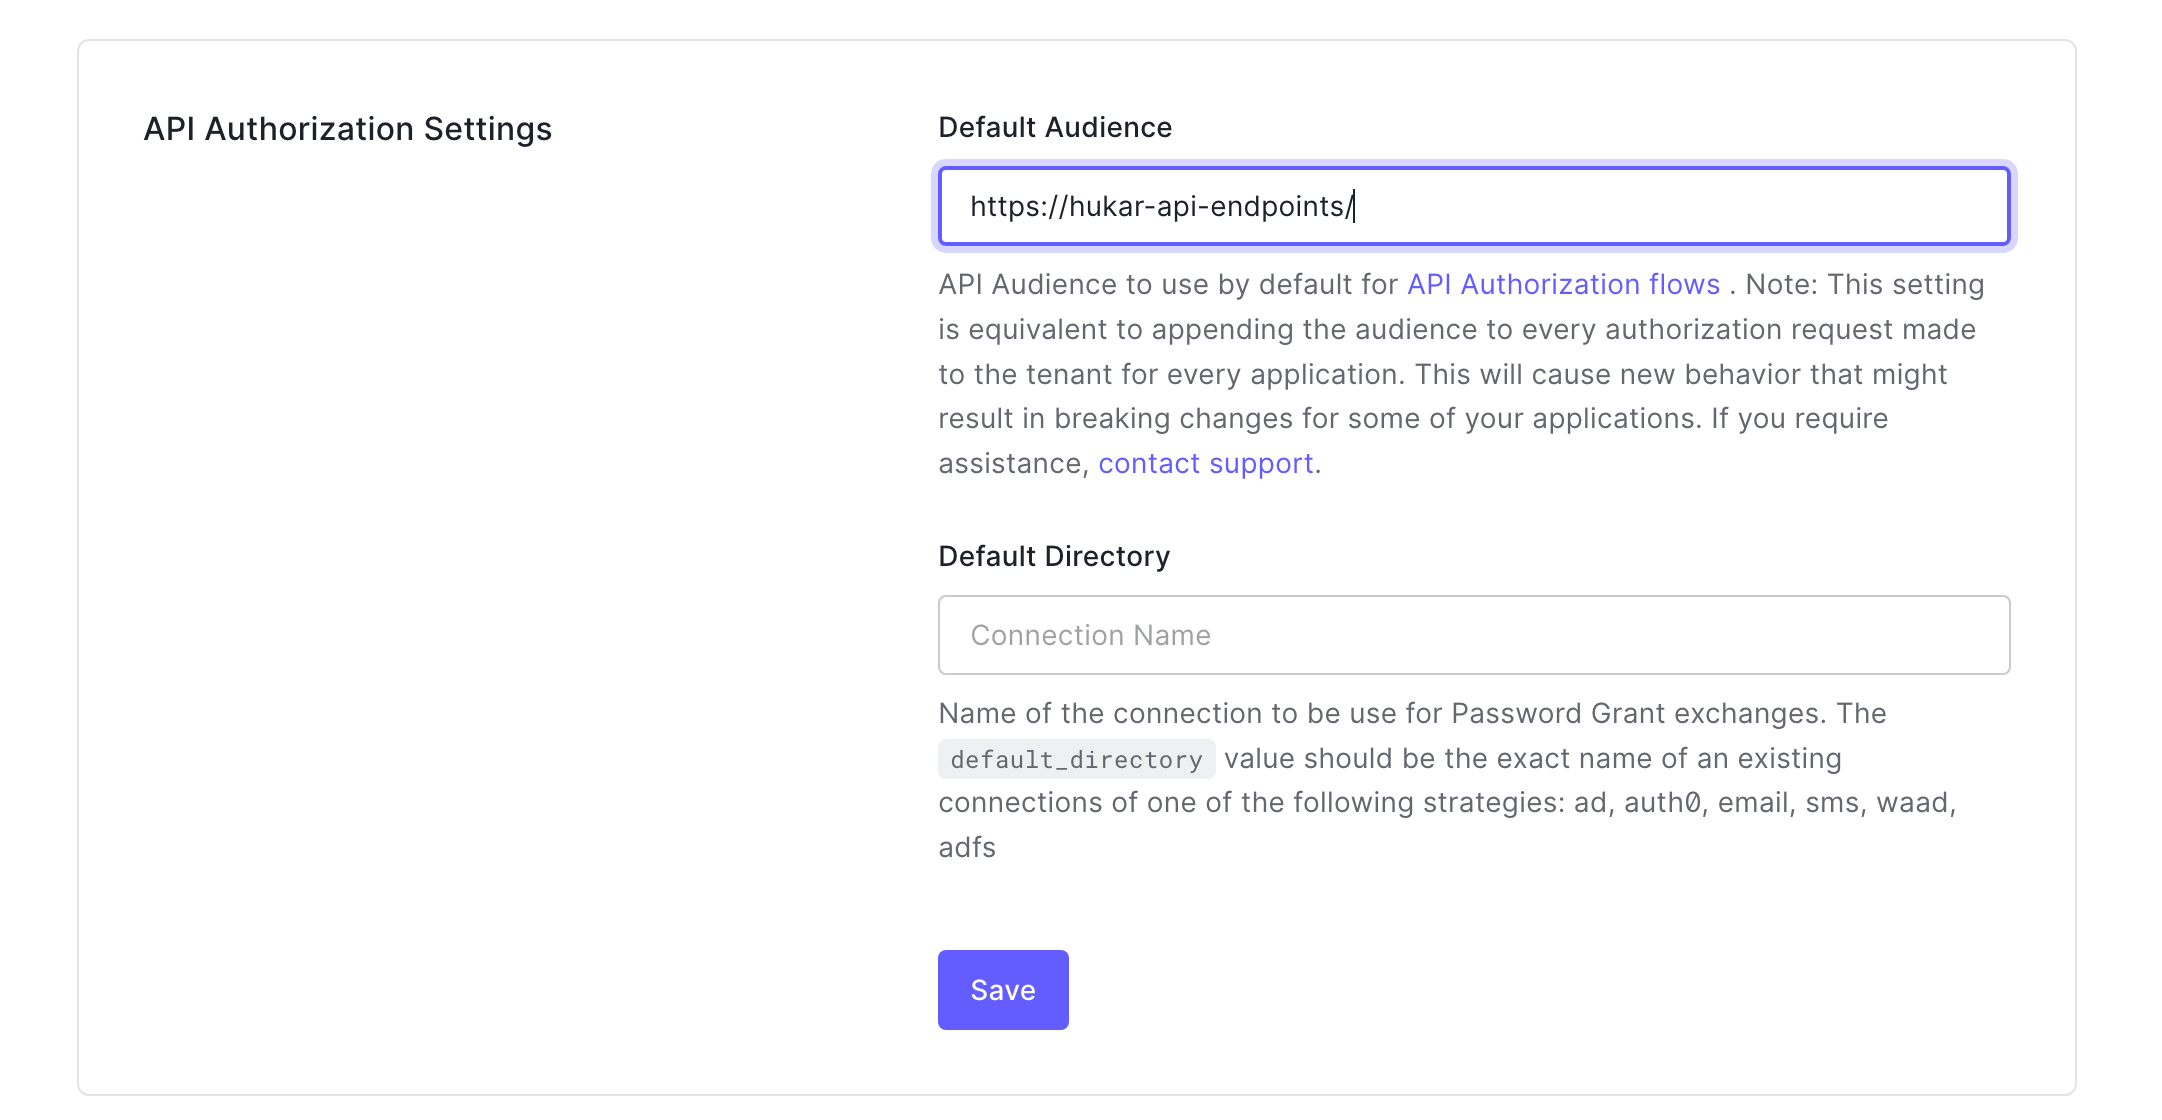 API Authorization Settings
Default Audience
https://hukar-api-endpoints/
API Audience to use by default for API Authorization flows . Note: This setting
is equivalent to appending the audience to every authorization request made
to the tenant for every application. This will cause new behavior that might
result in breaking changes for some of your applications. If you require
assistance, contact support.
Default Directory
Connection Name
Name of the connection to be use for Password Grant exchanges. The
default_directory value should be the exact name of an existing
connections of one of the following strategies: ad, auth0, email, sms, waad,
adfs
Save